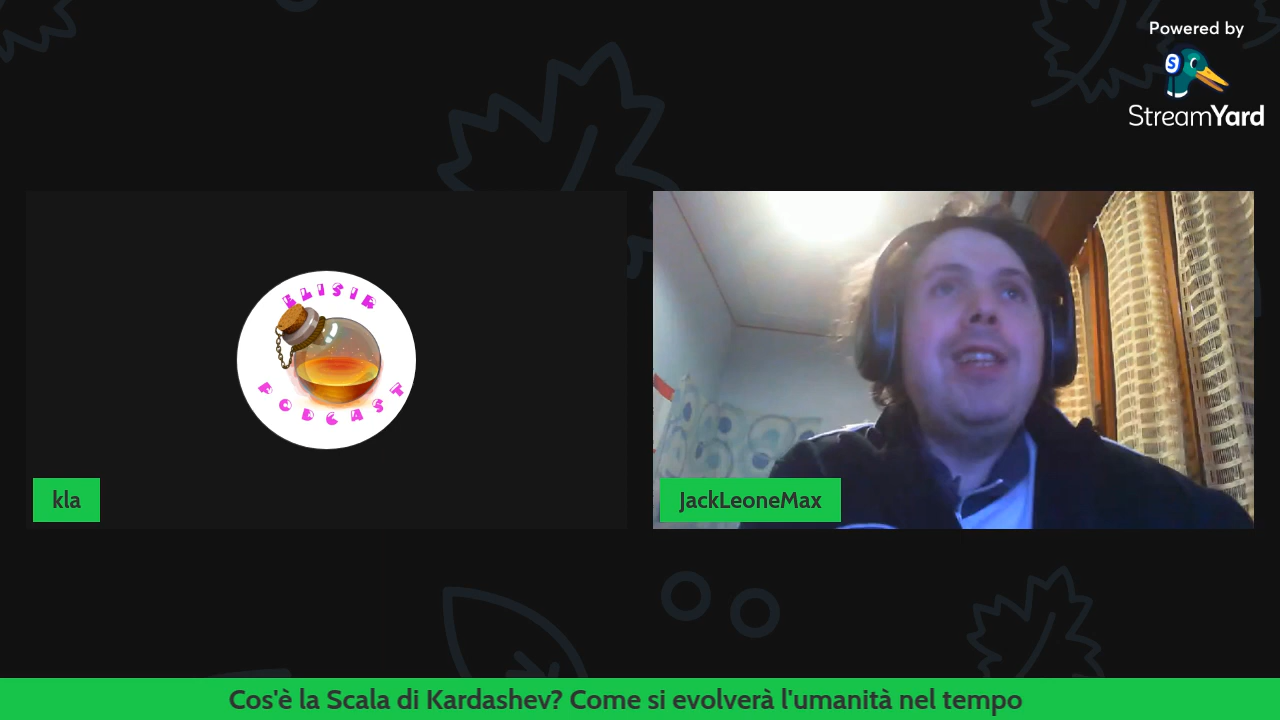 Powered by
S
StreamYard
ELISIR
PODCAST
kla
JackLeoneMax
Cos'è la Scala di Kardashev? Come si evolverà l'umanità nel tempo